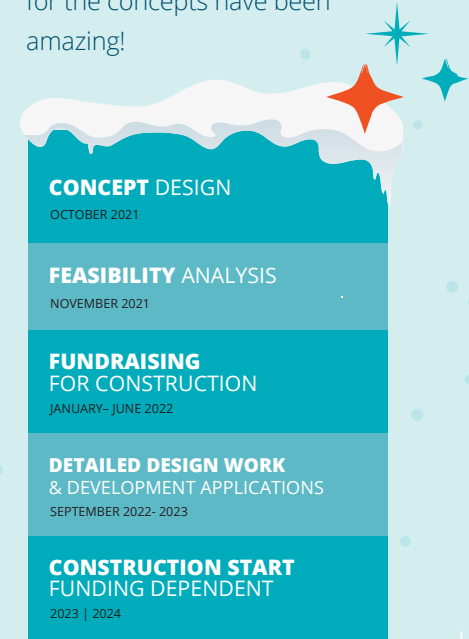 for the concepts have been
amazing!
CONCEPT DESIGN
OCTOBER 2021
FEASIBILITY ANALYSIS
NOVEMBER 2021
FUNDRAISING
FOR CONSTRUCTION
JANUARY– JUNE 2022
DETAILED DESIGN WORK
& DEVELOPMENT APPLICATIONS
SEPTEMBER 2022- 2023
CONSTRUCTION START
FUNDING DEPENDENT
2023 | 2024